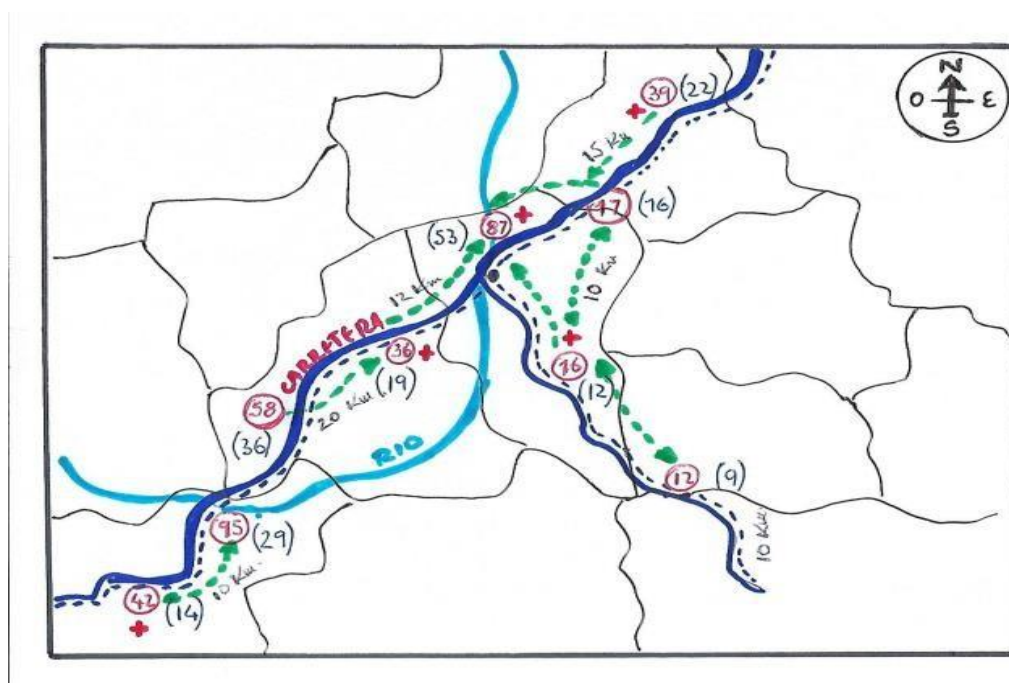 N
O E
S
39 (22)
15 Km
47 (16)
87
(53)
12 Km
10 Km
CARRETERA
36
(19)
16
(12)
58
20 Km.
(36)
RIO
12 (9)
95
(29)
10 Km.
10 Km.
42
(14)